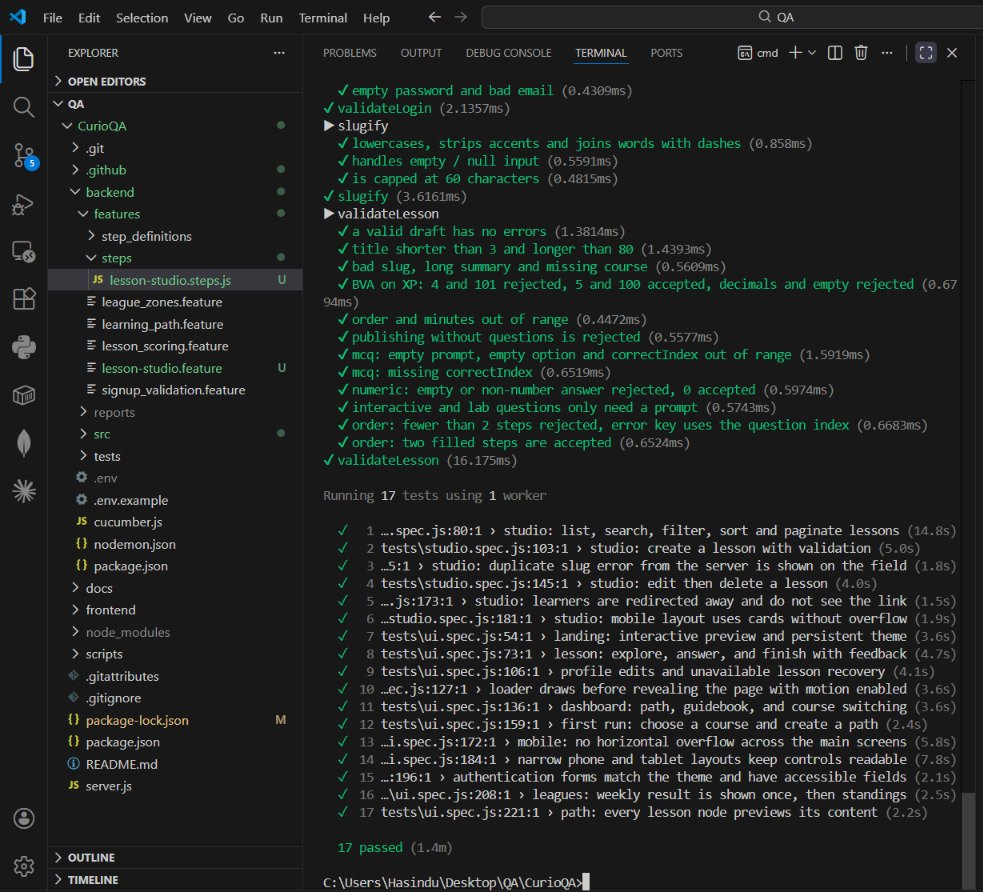 File Edit Selection View Go Run Terminal Help
QA
EXPLORER
OPEN EDITORS
QA
CurioQA
.git
.github
backend
features
step_definitions
steps
JS lesson-studio.steps.js U
league_zones.feature
learning_path.feature
lesson_scoring.feature
lesson-studio.feature U
signup_validation.feature
reports
src
tests
.env
.env.example
JS cucumber.js
{} nodemon.json
{} package.json
docs
frontend
node_modules
scripts
.gitattributes
.gitignore
{} package-lock.json M
{} package.json
README.md
JS server.js
OUTLINE
TIMELINE
5
PROBLEMS OUTPUT DEBUG CONSOLE TERMINAL PORTS
cmd
✓ empty password and bad email (0.4309ms)
✓ validateLogin (2.1357ms)
▶ slugify
✓ lowercases, strips accents and joins words with dashes (0.858ms)
✓ handles empty / null input (0.5591ms)
✓ is capped at 60 characters (0.4815ms)
✓ slugify (3.6161ms)
▶ validateLesson
✓ a valid draft has no errors (1.3814ms)
✓ title shorter than 3 and longer than 80 (1.4393ms)
✓ bad slug, long summary and missing course (0.5609ms)
✓ BVA on XP: 4 and 101 rejected, 5 and 100 accepted, decimals and empty rejected (0.67
94ms)
✓ order and minutes out of range (0.4472ms)
✓ publishing without questions is rejected (0.5577ms)
✓ mcq: empty prompt, empty option and correctIndex out of range (1.5919ms)
✓ mcq: missing correctIndex (0.6519ms)
✓ numeric: empty or non-number answer rejected, 0 accepted (0.5974ms)
✓ interactive and lab questions only need a prompt (0.5743ms)
✓ order: fewer than 2 steps rejected, error key uses the question index (0.6683ms)
✓ order: two filled steps are accepted (0.6524ms)
✓ validateLesson (16.175ms)
Running 17 tests using 1 worker
✓ 1 ….spec.js:80:1 › studio: list, search, filter, sort and paginate lessons (14.8s)
✓ 2 tests\studio.spec.js:103:1 › studio: create a lesson with validation (5.0s)
✓ 3 …5:1 › studio: duplicate slug error from the server is shown on the field (1.8s)
✓ 4 tests\studio.spec.js:145:1 › studio: edit then delete a lesson (4.0s)
✓ 5 ….js:173:1 › studio: learners are redirected away and do not see the link (1.5s)
✓ 6 …studio.spec.js:181:1 › studio: mobile layout uses cards without overflow (1.9s)
✓ 7 tests\ui.spec.js:54:1 › landing: interactive preview and persistent theme (3.6s)
✓ 8 tests\ui.spec.js:73:1 › lesson: explore, answer, and finish with feedback (4.7s)
✓ 9 tests\ui.spec.js:106:1 › profile edits and unavailable lesson recovery (4.1s)
✓ 10 …ec.js:127:1 › loader draws before revealing the page with motion enabled (3.6s)
✓ 11 tests\ui.spec.js:136:1 › dashboard: path, guidebook, and course switching (3.6s)
✓ 12 tests\ui.spec.js:159:1 › first run: choose a course and create a path (2.4s)
✓ 13 …i.spec.js:172:1 › mobile: no horizontal overflow across the main screens (5.8s)
✓ 14 …i.spec.js:184:1 › narrow phone and tablet layouts keep controls readable (7.8s)
✓ 15 …:196:1 › authentication forms match the theme and have accessible fields (2.1s)
✓ 16 …\ui.spec.js:208:1 › leagues: weekly result is shown once, then standings (2.5s)
✓ 17 tests\ui.spec.js:221:1 › path: every lesson node previews its content (2.2s)
17 passed (1.4m)
C:\Users\Hasindu\Desktop\QA\CurioQA>